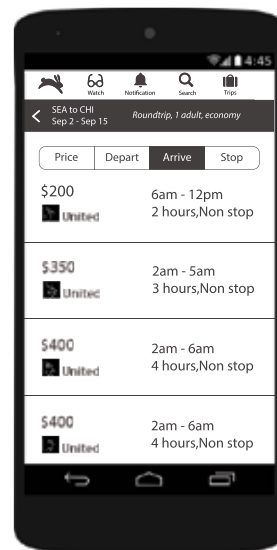 4:45
Watch Notification Search Trips
SEA to CHI
Sep 2 - Sep 15
Roundtrip, 1 adult, economy
Price Depart Arrive Stop
$200 6am - 12pm
United 2 hours,Non stop
$350 2am - 5am
United 3 hours,Non stop
$400 2am - 6am
United 4 hours,Non stop
$400 2am - 6am
United 4 hours,Non stop